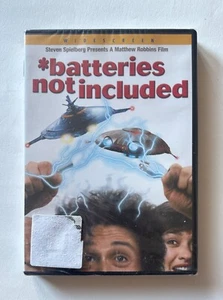 WIDESCREEN
Steven Spielberg Presents A Matthew Robbins Film
*batteries
not included